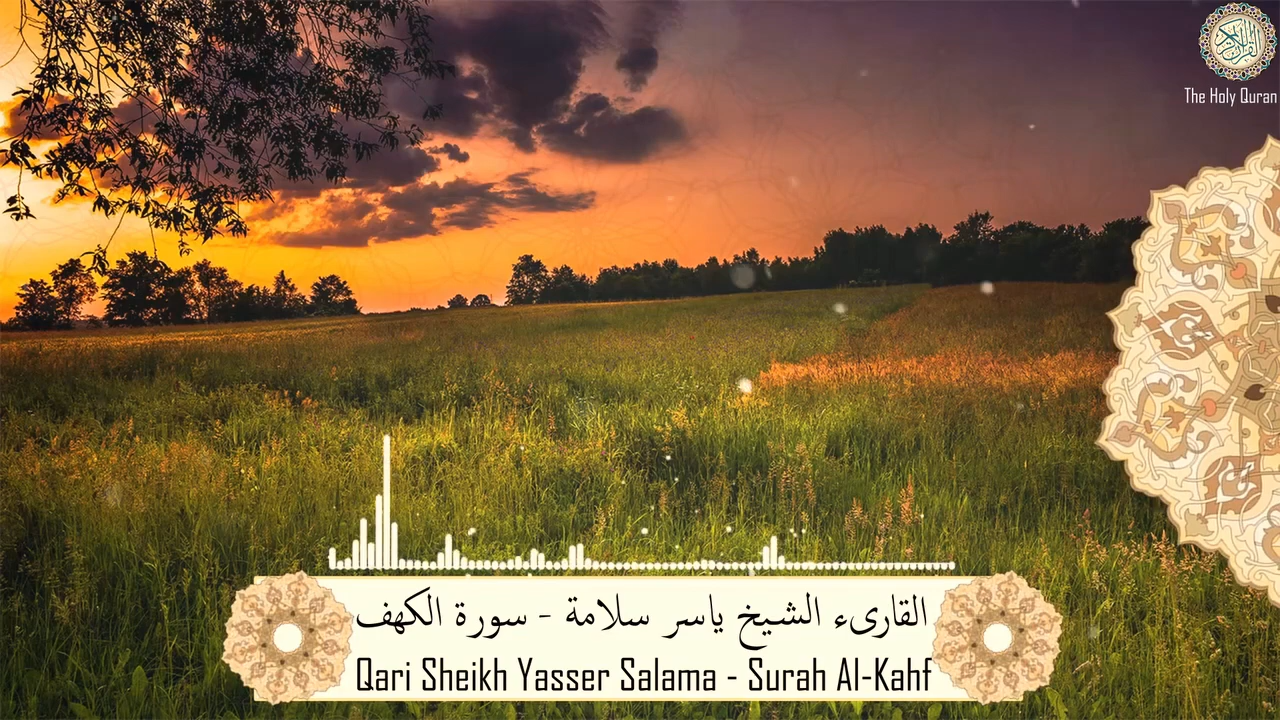 The Holy Quran
القارىء الشيخ ياسر سلامة - سورة الكهف
Qari Sheikh Yasser Salama - Surah Al-Kahf